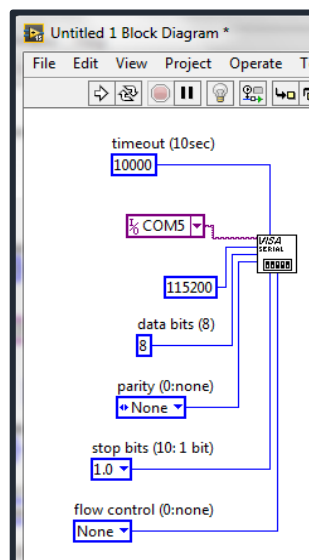 Untitled 1 Block Diagram *
File Edit View Project Operate
timeout (10sec)
10000
COM5
VISA
SERIAL
115200
data bits (8)
8
parity (0:none)
None
stop bits (10: 1 bit)
1.0
flow control (0:none)
None